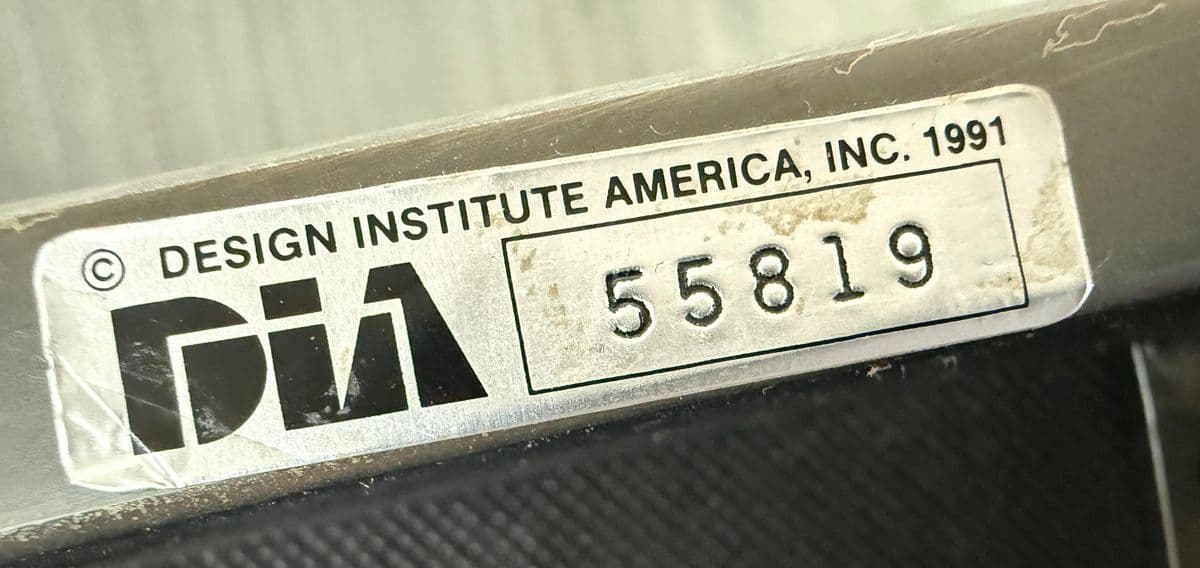 © DESIGN INSTITUTE AMERICA, INC. 1991
DiA
55819